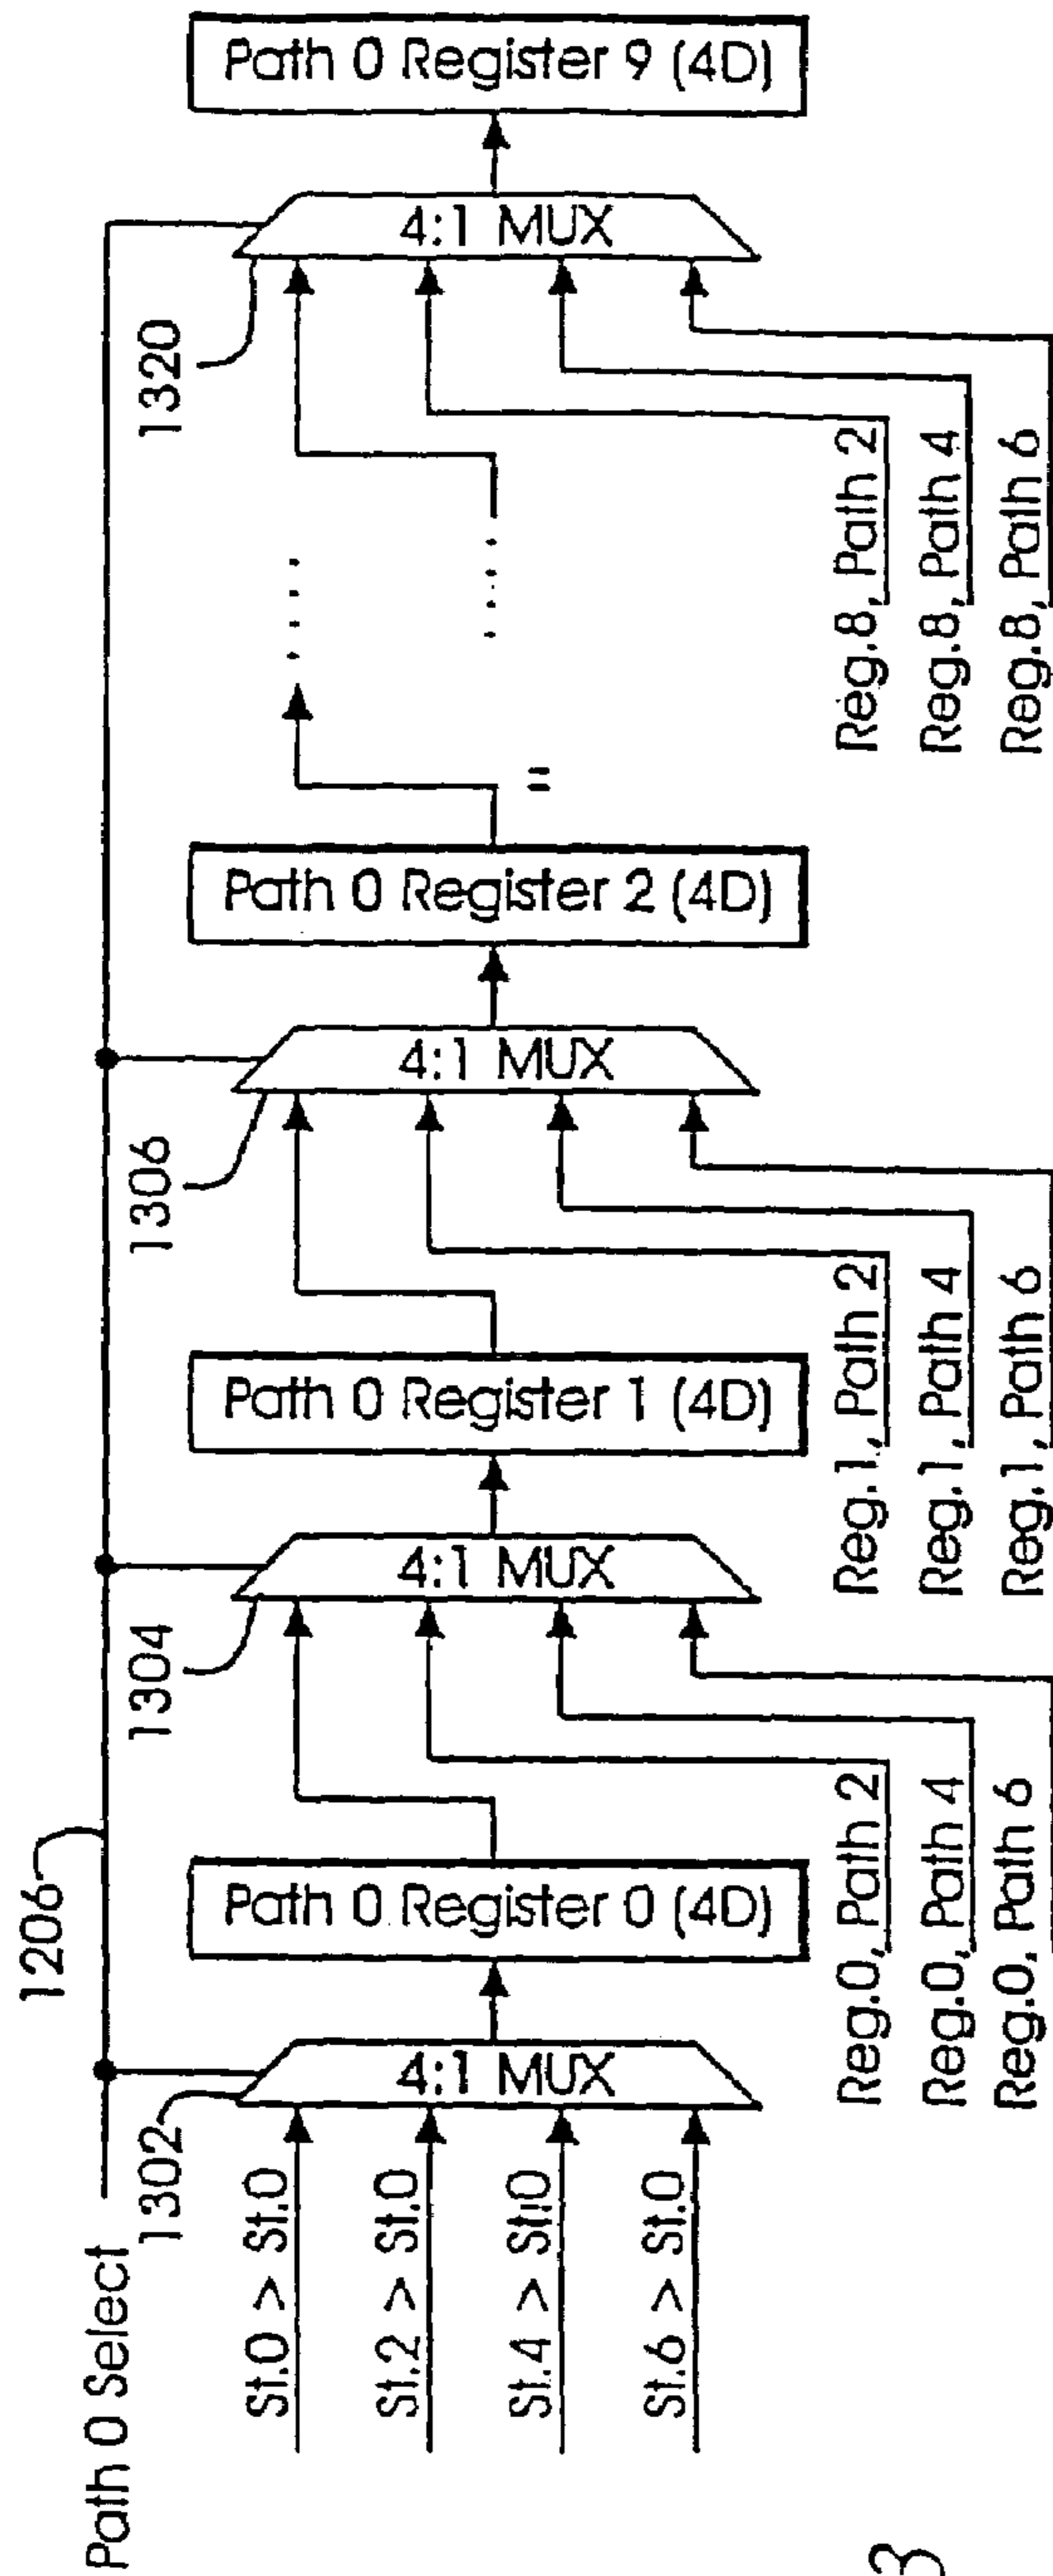 Path 0 Select
1206
1302
1304
1306
1320
St.0 > St.0
St.2 > St.0
St.4 > St.0
St.6 > St.0
4:1 MUX
Path 0 Register 0 (4D)
Reg.0, Path 2
Reg.0, Path 4
Reg.0, Path 6
4:1 MUX
Path 0 Register 1 (4D)
Reg.1, Path 2
Reg.1, Path 4
Reg.1, Path 6
4:1 MUX
Path 0 Register 2 (4D)
Reg.8, Path 2
Reg.8, Path 4
Reg.8, Path 6
4:1 MUX
Path 0 Register 9 (4D)
3